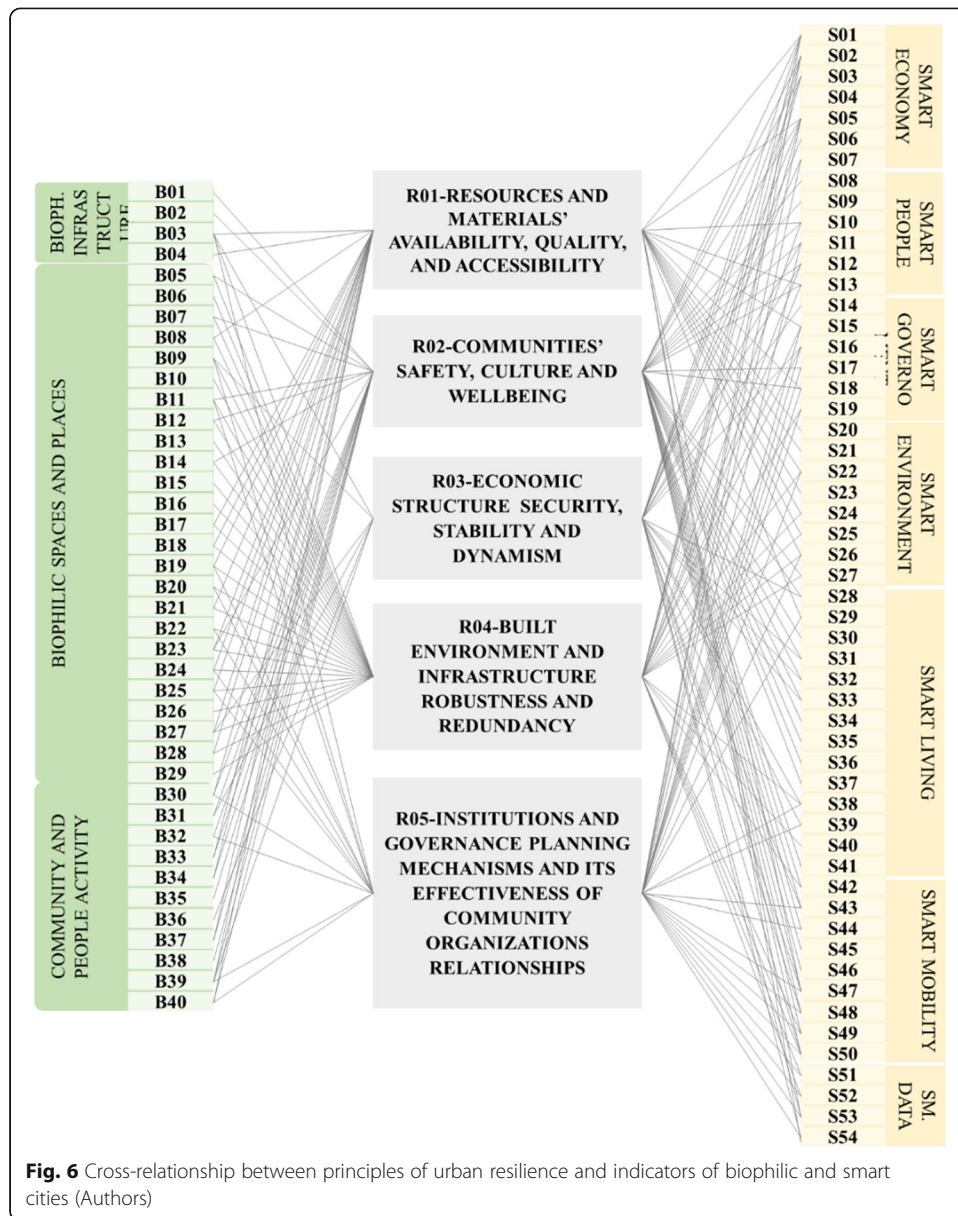 BIOPH.
INFRAS
TRUCT
URE
B01
B02
B03
B04
BIOPHILIC SPACES AND PLACES
B05
B06
B07
B08
B09
B10
B11
B12
B13
B14
B15
B16
B17
B18
B19
B20
B21
B22
B23
B24
B25
B26
B27
B28
B29
COMMUNITY AND
PEOPLE ACTIVITY
B30
B31
B32
B33
B34
B35
B36
B37
B38
B39
B40
R01-RESOURCES AND
MATERIALS’
AVAILABILITY, QUALITY,
AND ACCESSIBILITY
R02-COMMUNITIES’
SAFETY, CULTURE AND
WELLBEING
R03-ECONOMIC
STRUCTURE SECURITY,
STABILITY AND
DYNAMISM
R04-BUILT
ENVIRONMENT AND
INFRASTRUCTURE
ROBUSTNESS AND
REDUNDANCY
R05-INSTITUTIONS AND
GOVERNANCE PLANNING
MECHANISMS AND ITS
EFFECTIVENESS OF
COMMUNITY
ORGANIZATIONS
RELATIONSHIPS
S01
S02
S03
S04
S05
S06
S07
SMART
ECONOMY
S08
S09
S10
S11
S12
S13
SMART
PEOPLE
S14
S15
S16
S17
S18
S19
SMART
GOVERNO
S20
S21
S22
S23
S24
S25
S26
S27
SMART
ENVIRONMENT
S28
S29
S30
S31
S32
S33
S34
S35
S36
S37
S38
S39
S40
S41
SMART LIVING
S42
S43
S44
S45
S46
S47
S48
S49
S50
SMART MOBILITY
S51
S52
S53
S54
SM.
DATA
Fig. 6 Cross-relationship between principles of urban resilience and indicators of biophilic and smart
cities (Authors)